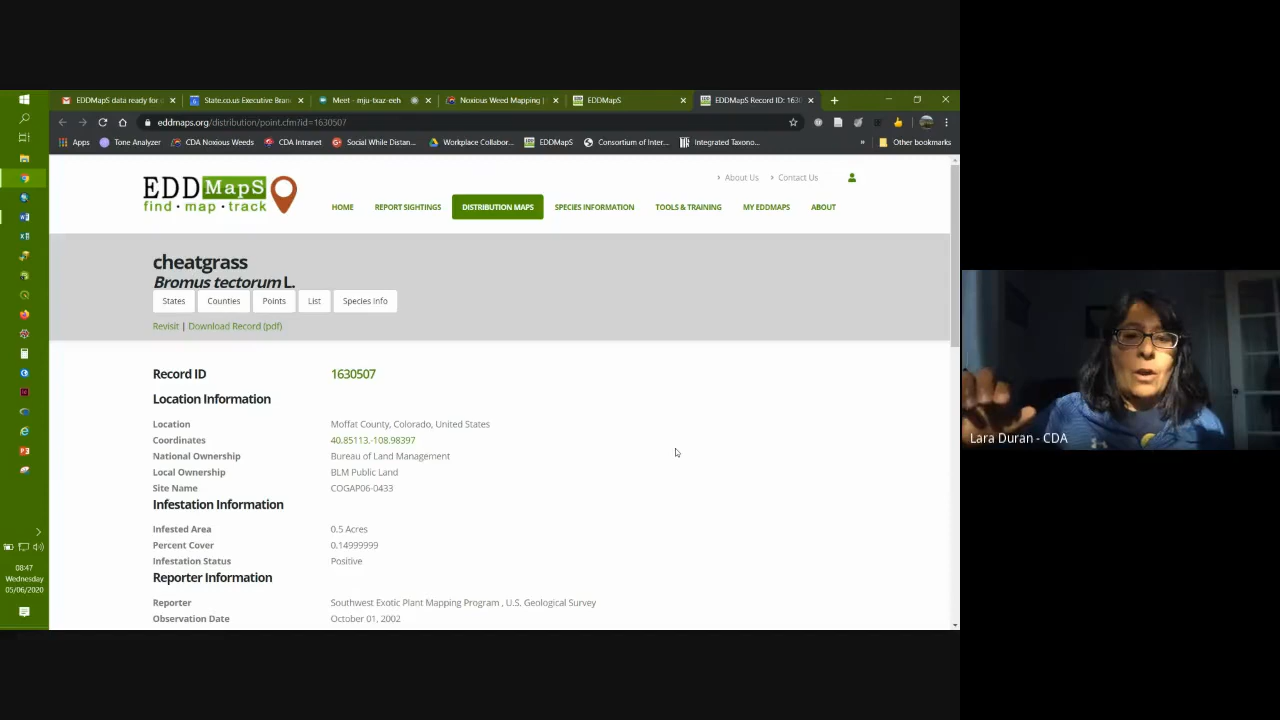 EDDMapS data ready for
State.co.us Executive Bran
Meet - mju-txaz-eeh
Noxious Weed Mapping |
EDDMapS
EDDMapS Record ID: 1630
eddmaps.org/distribution/point.cfm?id=1630507
Apps
Tone Analyzer
CDA Noxious Weeds
CDA Intranet
Social While Distan...
Workplace Collabor...
EDDMapS
Consortium of Inter...
Integrated Taxono...
»
Other bookmarks
EDDMapS
find • map • track
About Us
Contact Us
HOME
REPORT SIGHTINGS
DISTRIBUTION MAPS
SPECIES INFORMATION
TOOLS & TRAINING
MY EDDMAPS
ABOUT
cheatgrass
Bromus tectorum L.
States
Counties
Points
List
Species Info
Revisit | Download Record (pdf)
Record ID 1630507
Location Information
Location Moffat County, Colorado, United States
Coordinates 40.85113,-108.98397
National Ownership Bureau of Land Management
Local Ownership BLM Public Land
Site Name COGAP06-0433
Infestation Information
Infested Area 0.5 Acres
Percent Cover 0.14999999
Infestation Status Positive
Reporter Information
Reporter Southwest Exotic Plant Mapping Program , U.S. Geological Survey
Observation Date October 01, 2002
08:47
Wednesday
05/06/2020
Lara Duran - CDA